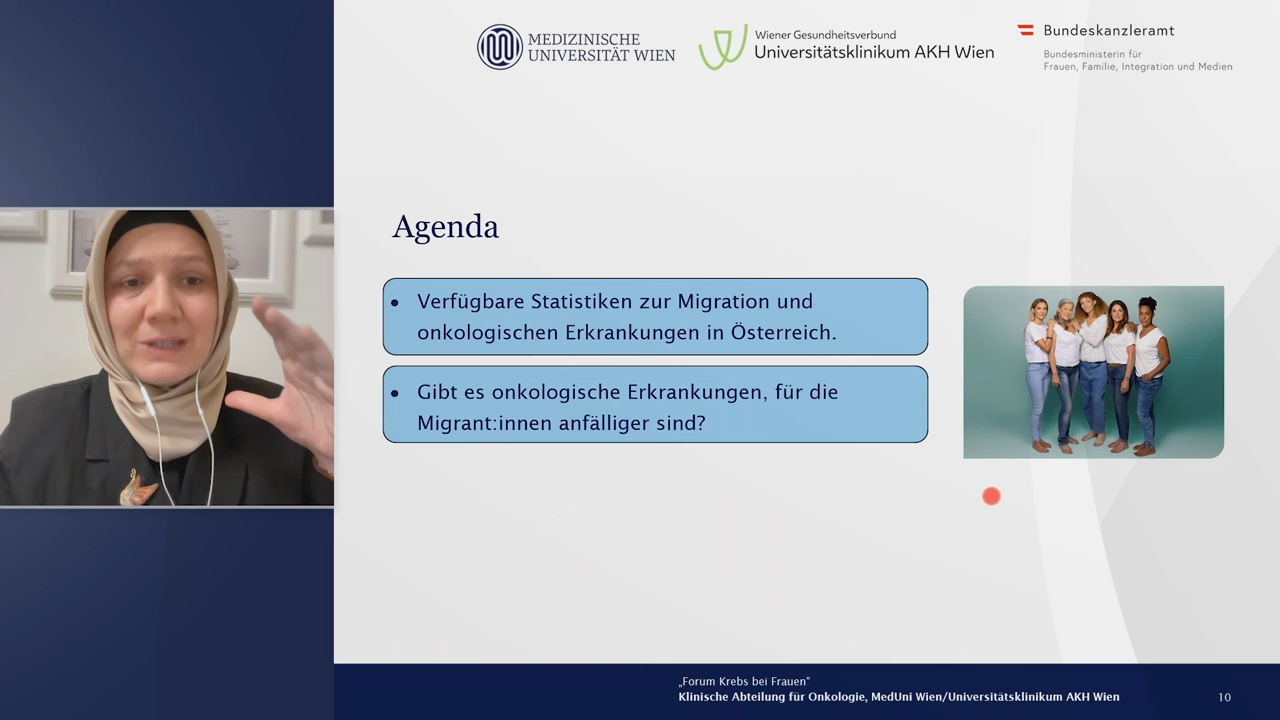 MEDIZINISCHE
UNIVERSITÄT WIEN
Wiener Gesundheitsverbund
Universitätsklinikum AKH Wien
Bundeskanzleramt
Bundesministerin für
Frauen, Familie, Integration und Medien
Agenda
• Verfügbare Statistiken zur Migration und
onkologischen Erkrankungen in Österreich.
• Gibt es onkologische Erkrankungen, für die
Migrant:innen anfälliger sind?
„Forum Krebs bei Frauen“
Klinische Abteilung für Onkologie, MedUni Wien/Universitätsklinikum AKH Wien
10